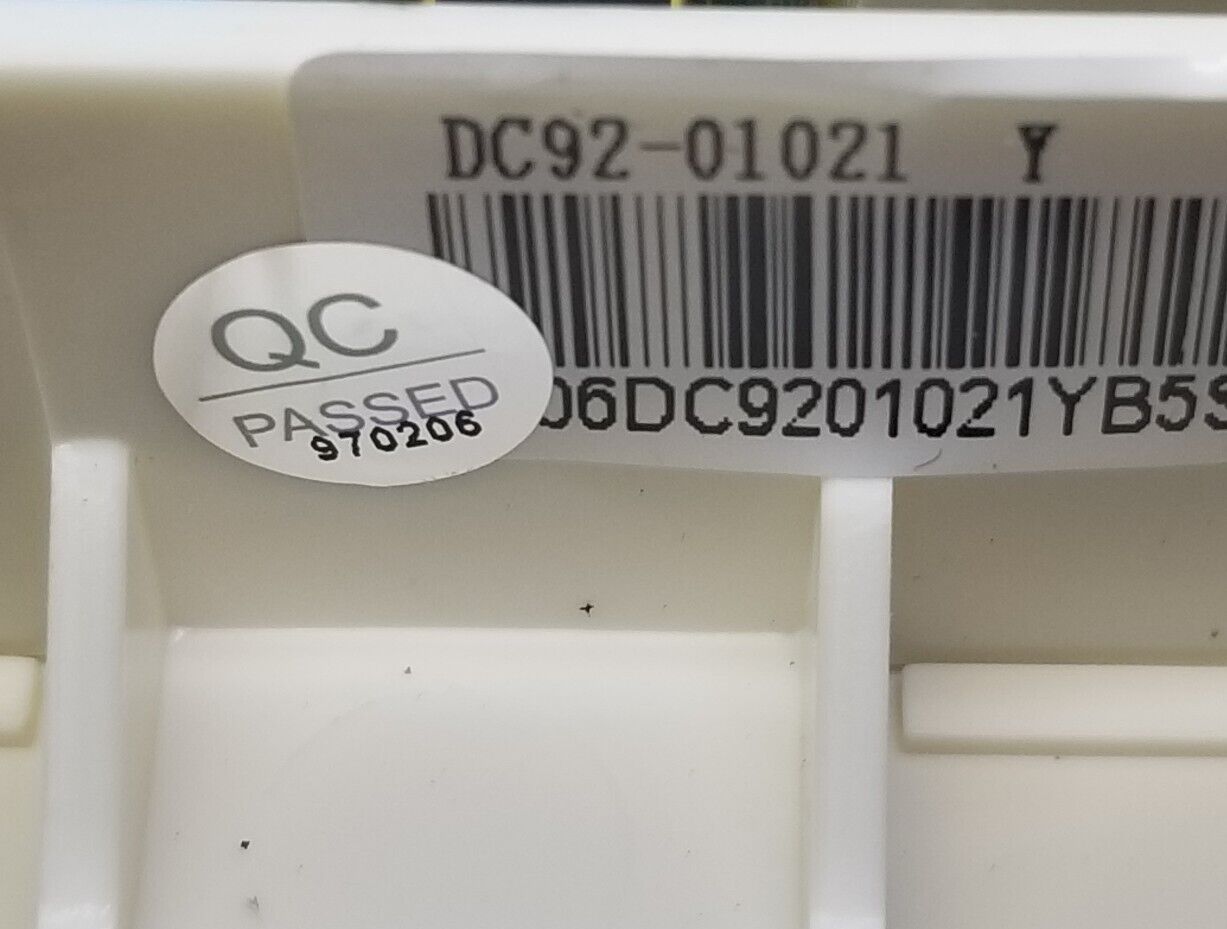 DC92-01021 Y
QC
PASSED
970206
06DC9201021YB5S